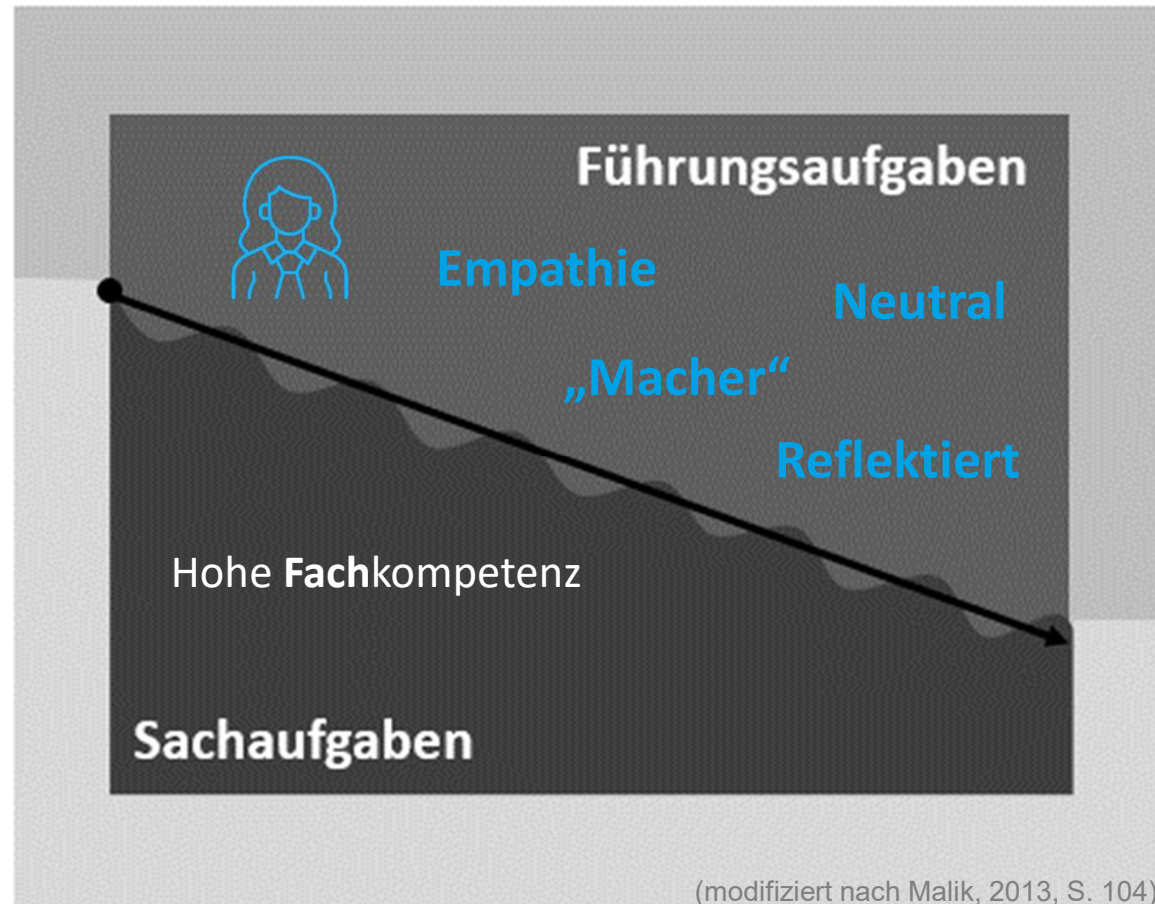 Führungsaufgaben
Empathie
Neutral
„Macher“
Reflektiert
Hohe Fachkompetenz
Sachaufgaben
(modifiziert nach Malik, 2013, S. 104)